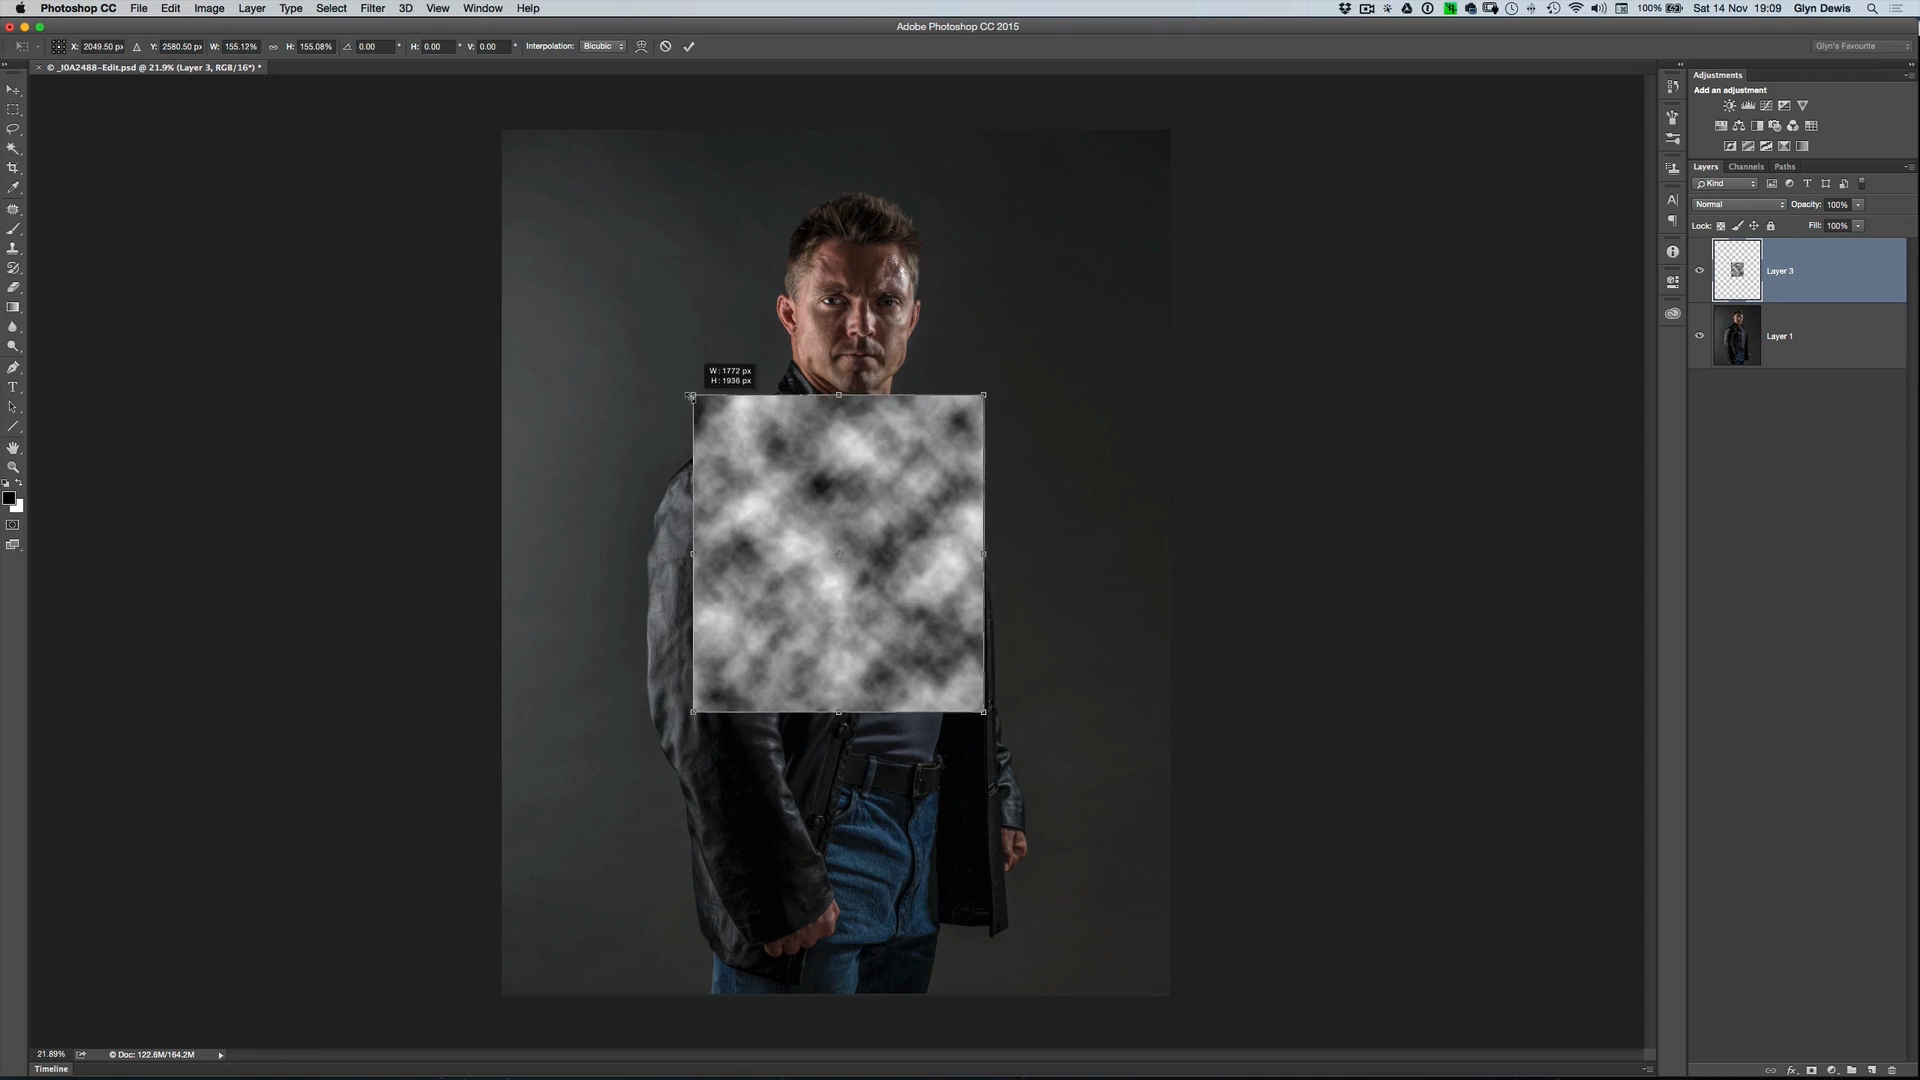 Photoshop CC File Edit Image Layer Type Select Filter 3D View Window Help 100% Sat 14 Nov 19:09 Glyn Dewis
Adobe Photoshop CC 2015
X: 2049.50 px Y: 2580.50 px W: 155.12% H: 155.08% 0.00 ° H: 0.00 ° V: 0.00 ° Interpolation: Bicubic Glyn's Favourite
× © _I0A2488-Edit.psd @ 21.9% (Layer 3, RGB/16*) *
Adjustments
Add an adjustment
Layers Channels Paths
Kind
Normal Opacity: 100%
Lock: Fill: 100%
Layer 3
Layer 1
W: 1772 px
H: 1936 px
21.89% © Doc: 122.6M/164.2M
Timeline